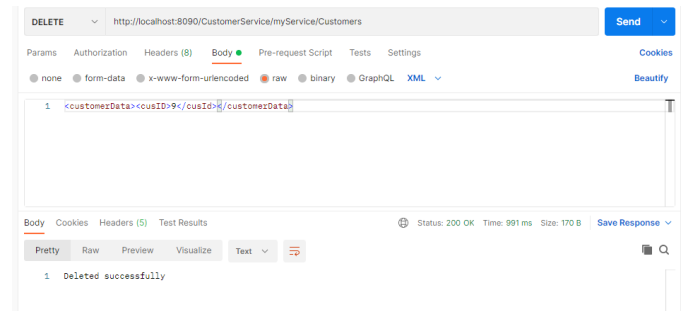 DELETE http://localhost:8090/CustomerService/myService/Customers Send
Params Authorization Headers (8) Body Pre-request Script Tests Settings Cookies
none form-data x-www-form-urlencoded raw binary GraphQL XML Beautify
1 <customerData><cusID>9</cusId></customerData>
Body Cookies Headers (5) Test Results Status: 200 OK Time: 991 ms Size: 170 B Save Response
Pretty Raw Preview Visualize Text
1 Deleted successfully